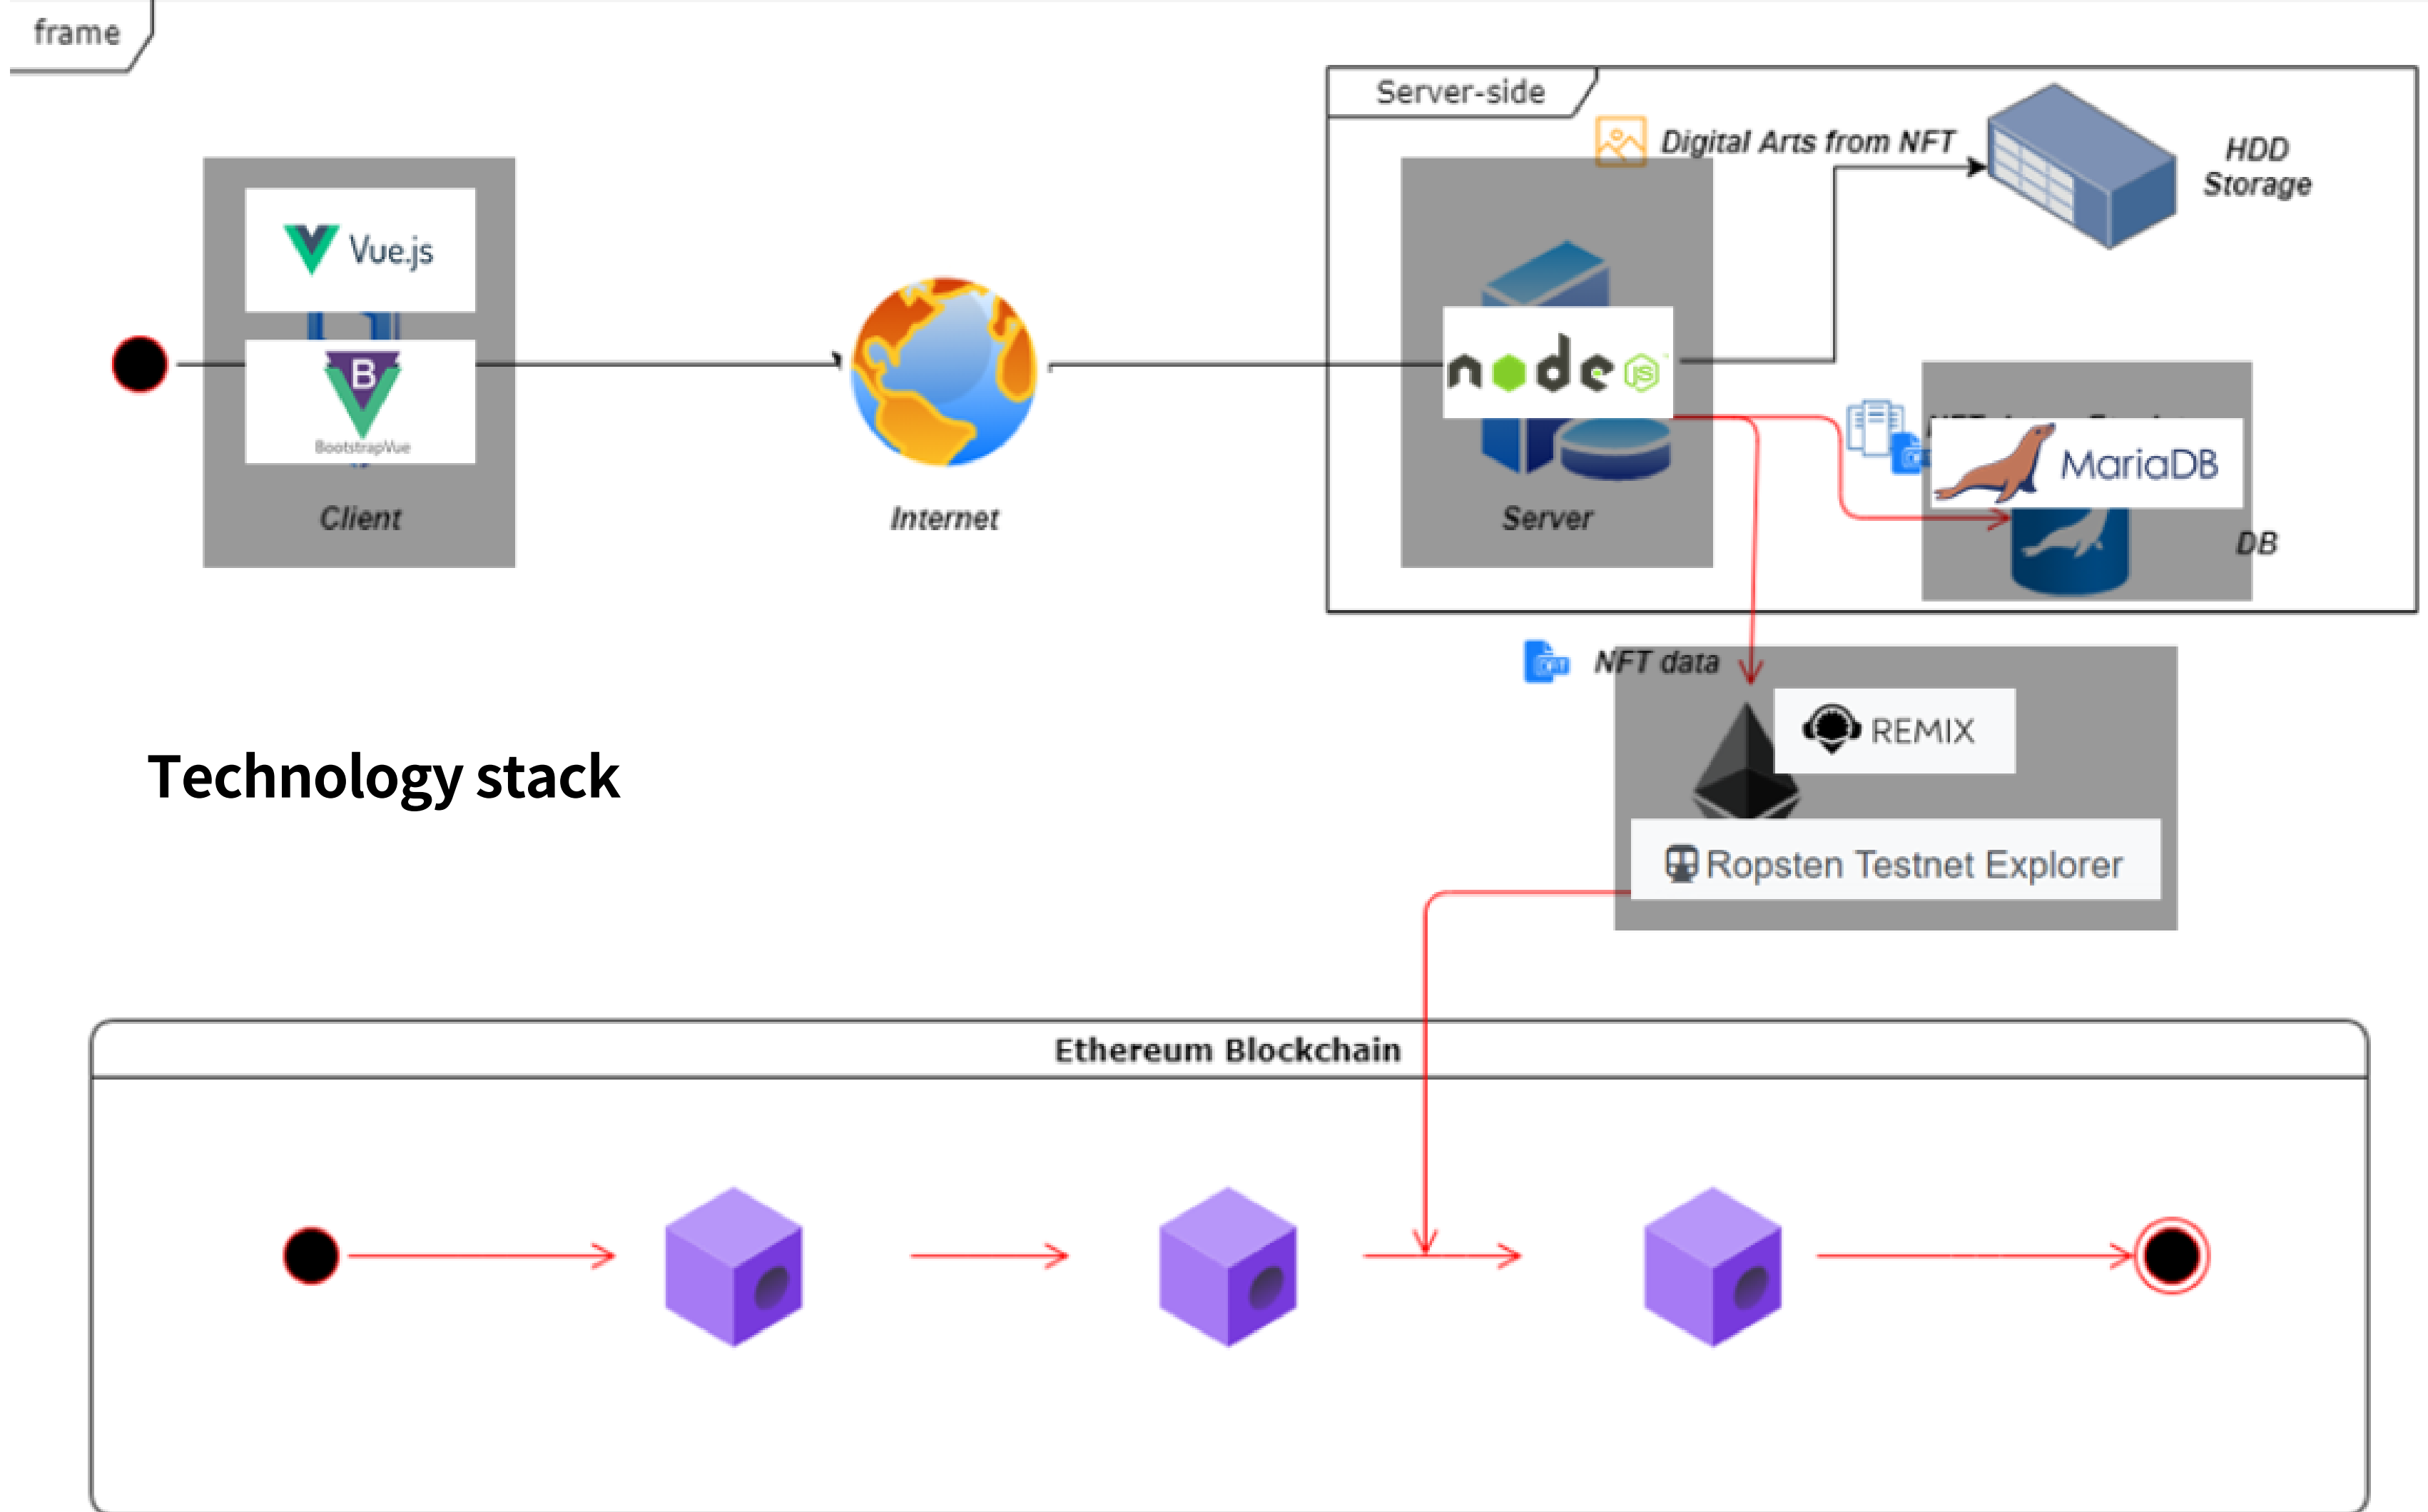 frame
Server-side
Digital Arts from NFT
HDD
Storage
Vue.js
B
BootstrapVue
Client
Internet
node
JS
Server
MariaDB
DB
NFT data
REMIX
Technology stack
Ropsten Testnet Explorer
Ethereum Blockchain